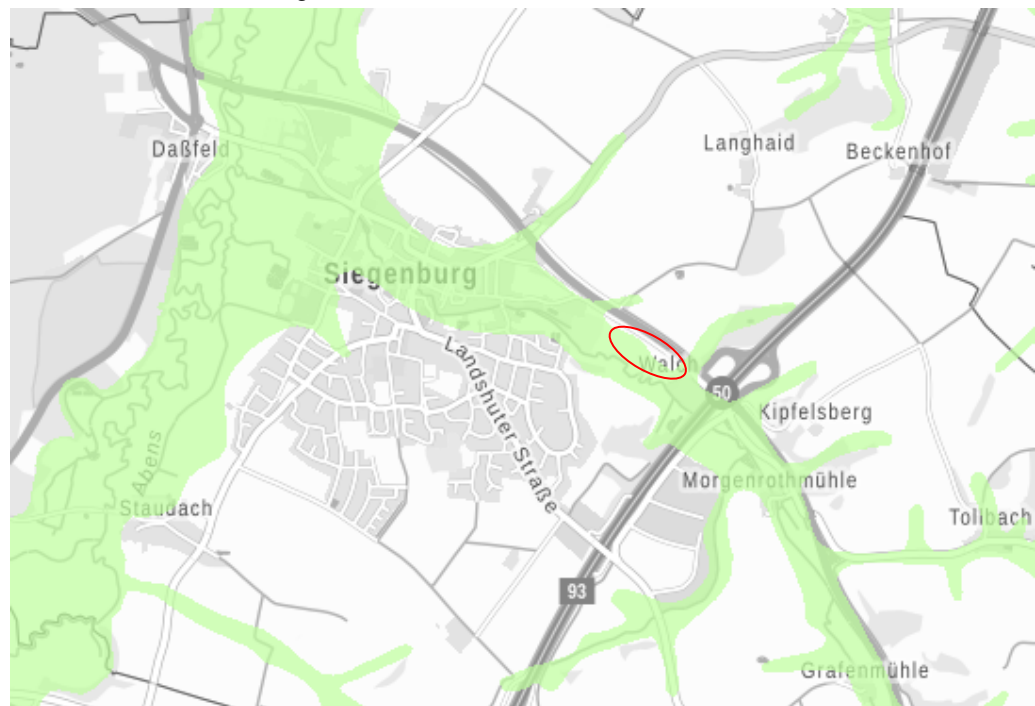 Langhaid
Daßfeld
Beckenhof
Siegenburg
Walch
50
Landshuter Straße
Kipfelsberg
Abens
Morgenrothmühle
Staudach
Tollbach
93
Grafenmühle